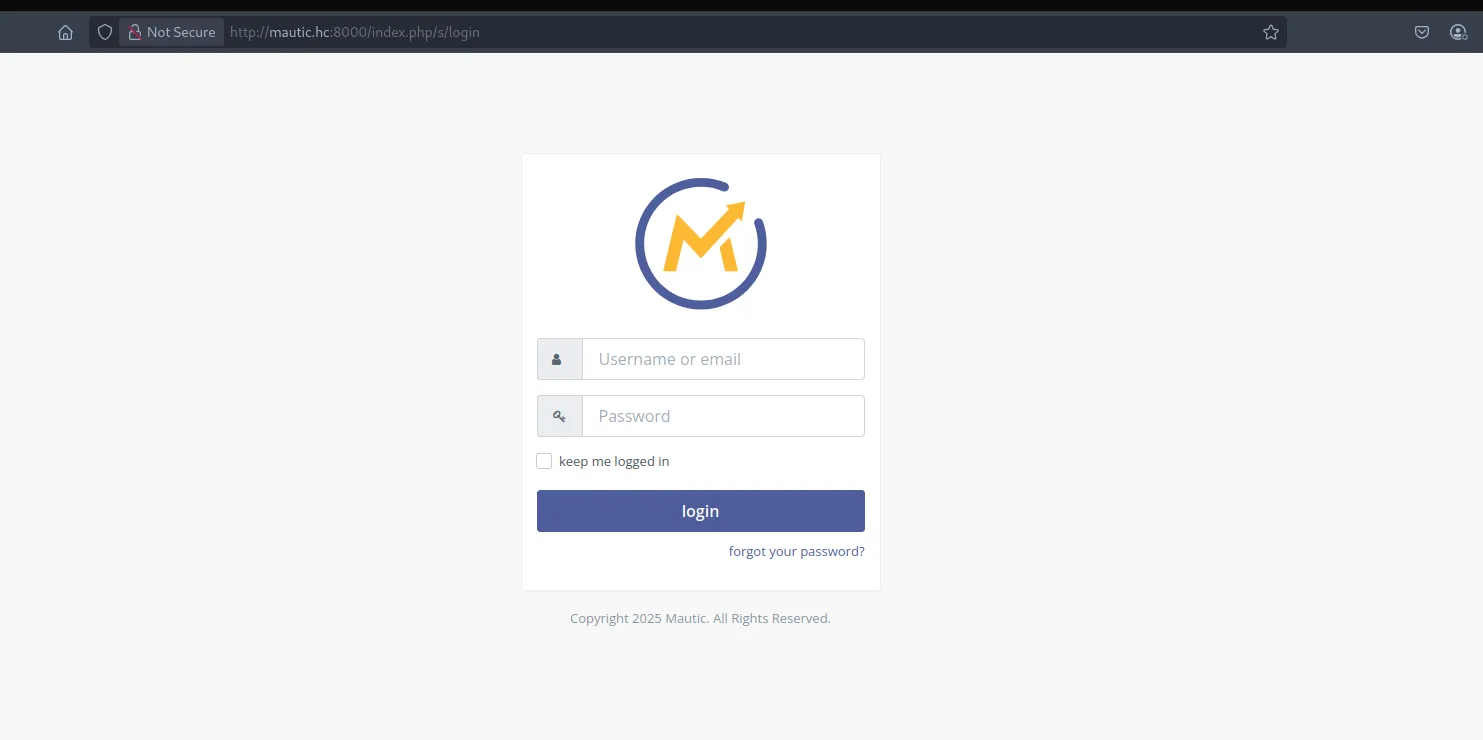 Not Secure http://mautic.hc:8000/index.php/s/login
Username or email
Password
keep me logged in
login
forgot your password?
Copyright 2025 Mautic. All Rights Reserved.